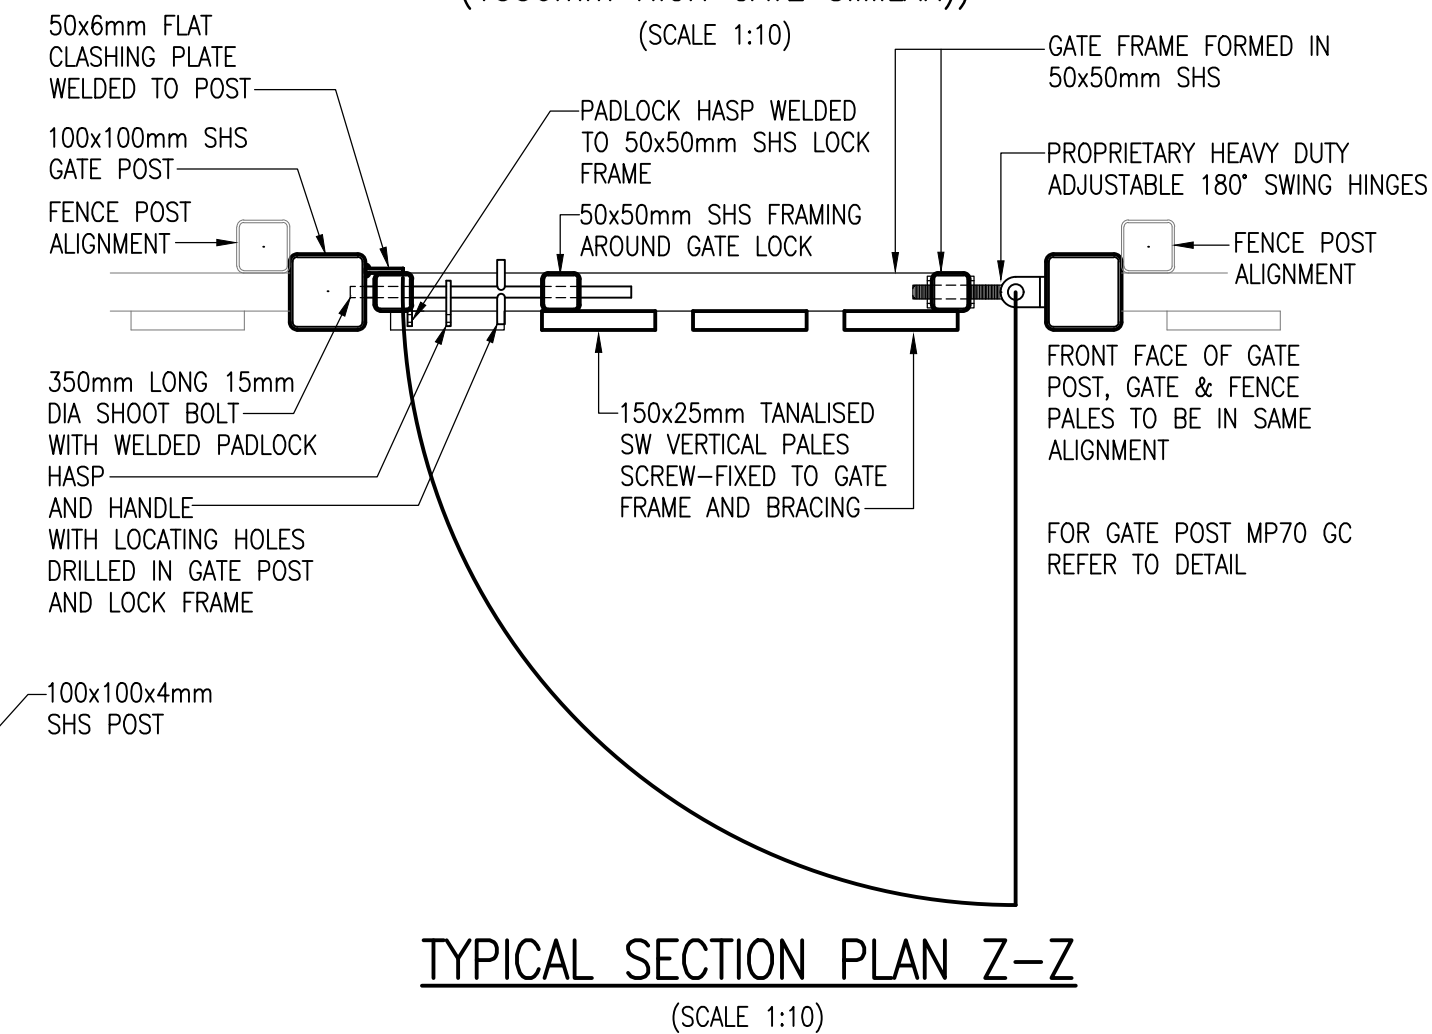 (SCALE 1:10)
50x6mm FLAT
CLASHING PLATE
WELDED TO POST
100x100mm SHS
GATE POST
FENCE POST
ALIGNMENT
PADLOCK HASP WELDED
TO 50x50mm SHS LOCK
FRAME
50x50mm SHS FRAMING
AROUND GATE LOCK
GATE FRAME FORMED IN
50x50mm SHS
PROPRIETARY HEAVY DUTY
ADJUSTABLE 180° SWING HINGES
FENCE POST
ALIGNMENT
350mm LONG 15mm
DIA SHOOT BOLT
WITH WELDED PADLOCK
HASP
AND HANDLE
WITH LOCATING HOLES
DRILLED IN GATE POST
AND LOCK FRAME
150x25mm TANALISED
SW VERTICAL PALES
SCREW-FIXED TO GATE
FRAME AND BRACING
FRONT FACE OF GATE
POST, GATE & FENCE
PALES TO BE IN SAME
ALIGNMENT
FOR GATE POST MP70 GC
REFER TO DETAIL
100x100x4mm
SHS POST
TYPICAL SECTION PLAN Z-Z
(SCALE 1:10)